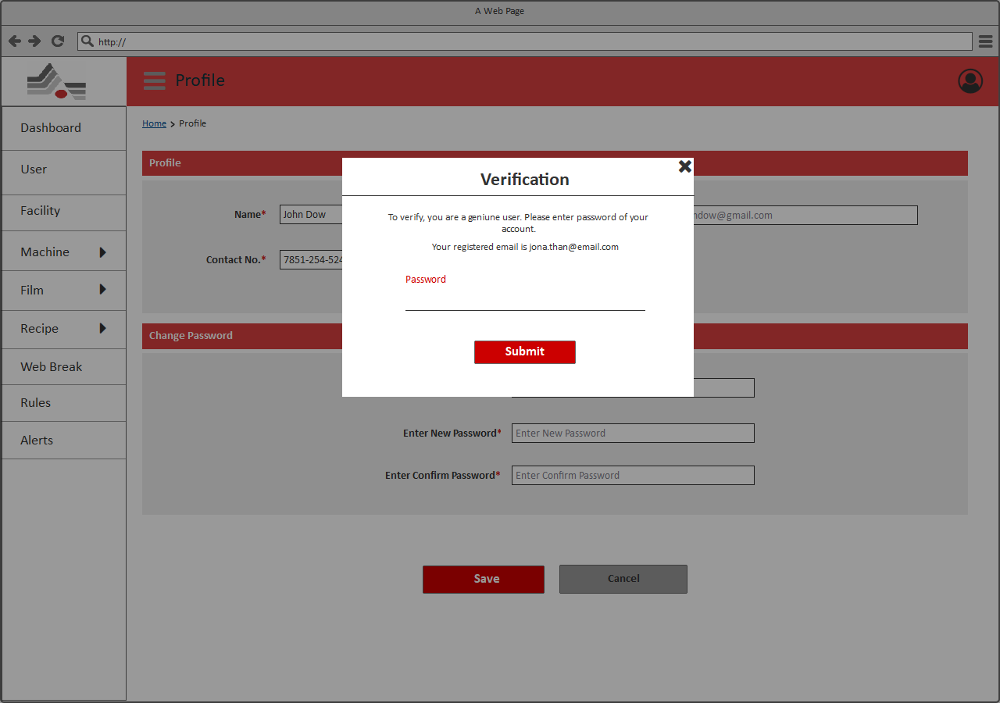 A Web Page
http://
Profile
Home > Profile
Dashboard
User
Facility
Machine
Film
Recipe
Web Break
Rules
Alerts
Profile
Name* John Dow
Contact No.* 7851-254-524
dow@gmail.com
Verification
To verify, you are a geniune user. Please enter password of your
account.
Your registered email is jona.than@email.com
Password
Submit
Change Password
Enter New Password* Enter New Password
Enter Confirm Password* Enter Confirm Password
Save
Cancel